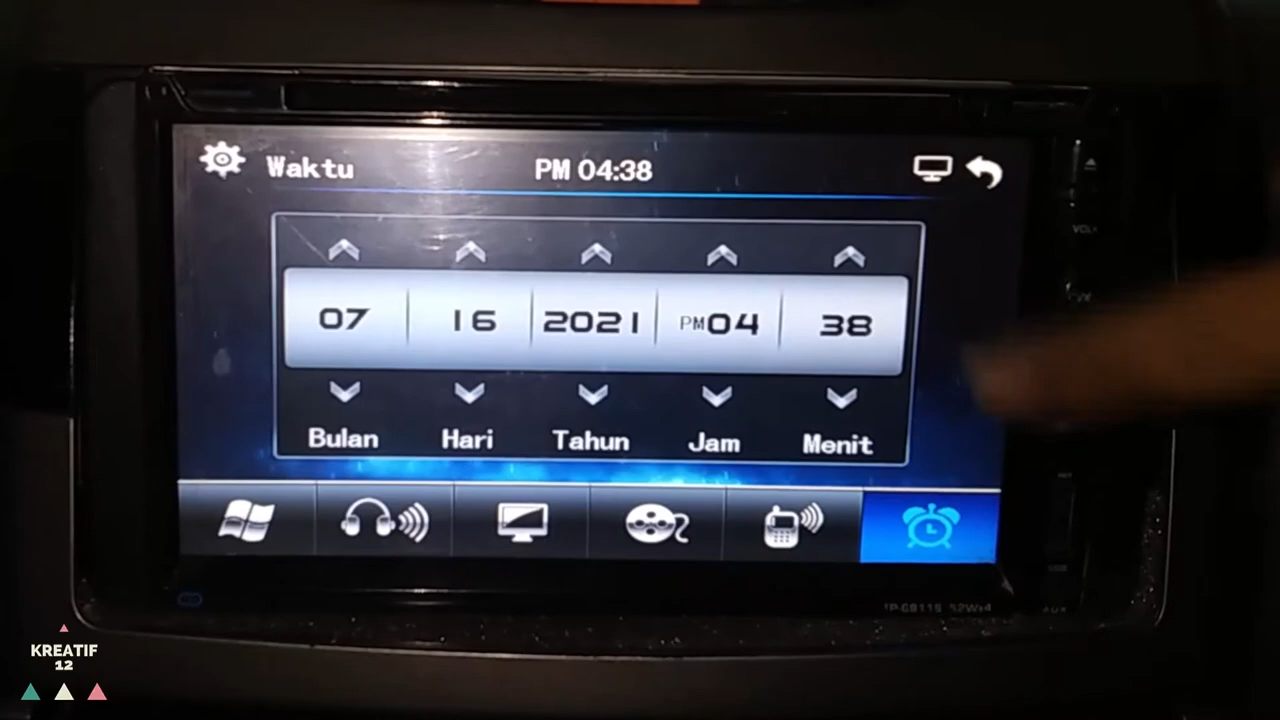 Waktu PM 04:38
07 16 2021 PM04 38
Bulan Hari Tahun Jam Menit
KREATIF
12